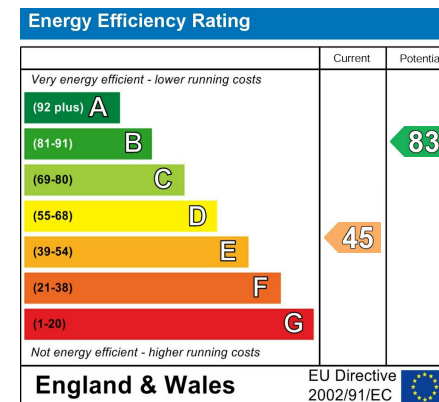 Energy Efficiency Rating
Current Potentia
Very energy efficient - lower running costs
(92 plus) A
(81-91) B
83
(69-80) C
(55-68) D
45
(39-54) E
(21-38) F
(1-20) G
Not energy efficient - higher running costs
England & Wales
EU Directive
2002/91/EC